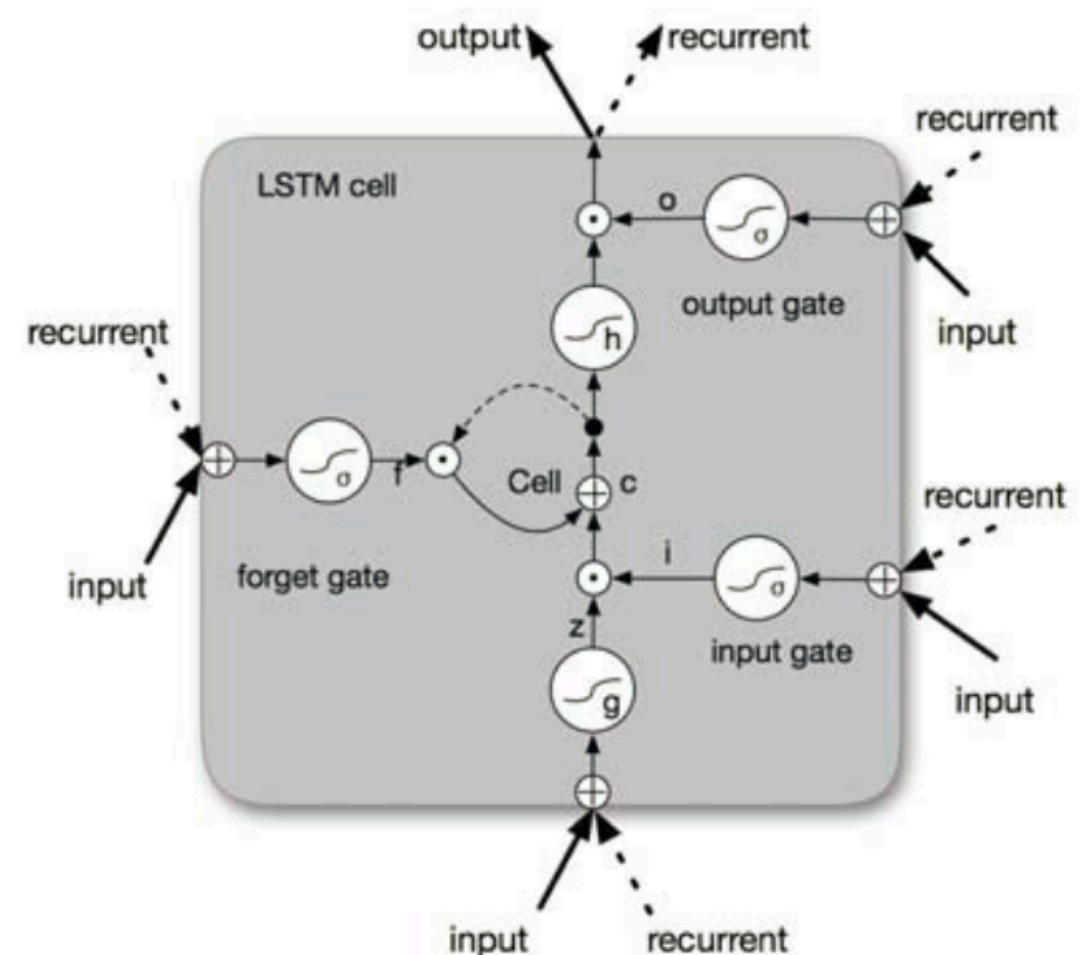 output
recurrent
recurrent
LSTM cell
o
σ
output gate
input
h
recurrent
σ
f
Cell
c
recurrent
input
forget gate
i
σ
input gate
z
g
input
input
recurrent